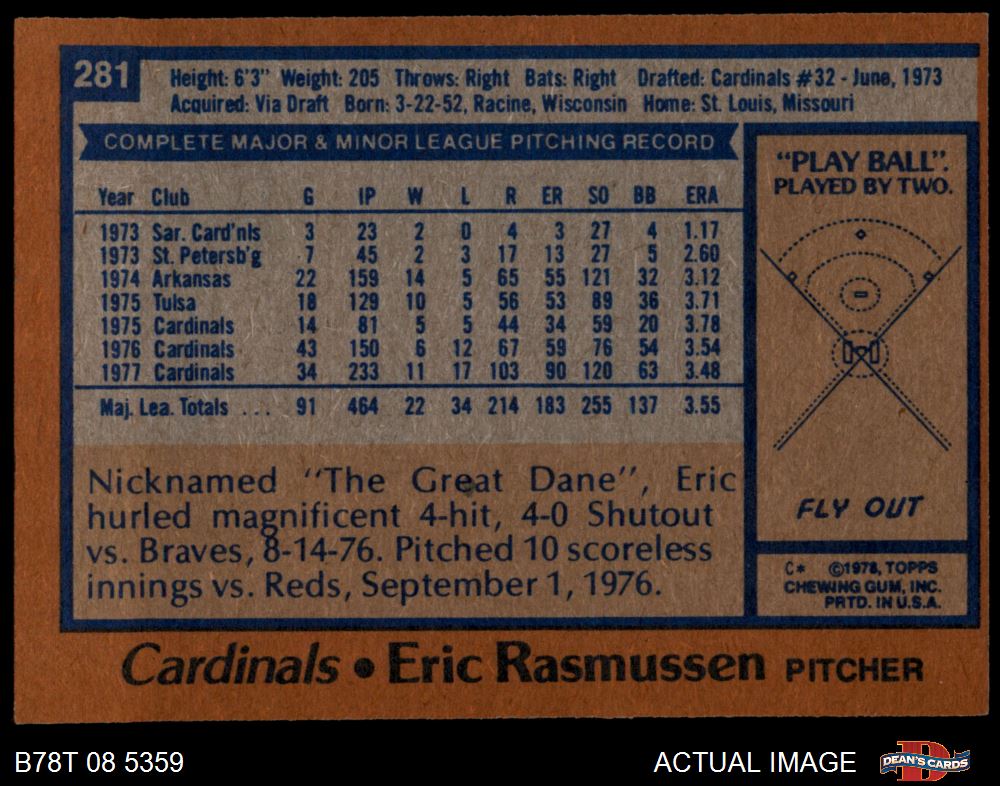 281
Height: 6'3" Weight: 205 Throws: Right Bats: Right Drafted: Cardinals #32 - June, 1973
Acquired: Via Draft Born: 3-22-52, Racine, Wisconsin Home: St. Louis, Missouri
COMPLETE MAJOR & MINOR LEAGUE PITCHING RECORD
Year Club G IP W L R ER SO BB ERA
1973 Sar. Card'nls 3 23 2 0 4 3 27 4 1.17
1973 St. Petersb'g 7 45 2 3 17 13 27 5 2.60
1974 Arkansas 22 159 14 5 65 55 121 32 3.12
1975 Tulsa 18 129 10 5 56 53 89 36 3.71
1975 Cardinals 14 81 5 5 44 34 59 20 3.78
1976 Cardinals 43 150 6 12 67 59 76 54 3.54
1977 Cardinals 34 233 11 17 103 90 120 63 3.48
Maj. Lea. Totals ... 91 464 22 34 214 183 255 137 3.55
Nicknamed "The Great Dane", Eric
hurled magnificent 4-hit, 4-0 Shutout
vs. Braves, 8-14-76. Pitched 10 scoreless
innings vs. Reds, September 1, 1976.
"PLAY BALL".
PLAYED BY TWO.
FLY OUT
C* ©1978, TOPPS
CHEWING GUM, INC.
PRTD. IN U.S.A.
Cardinals • Eric Rasmussen PITCHER
B78T 08 5359 ACTUAL IMAGE DEAN'S CARDS